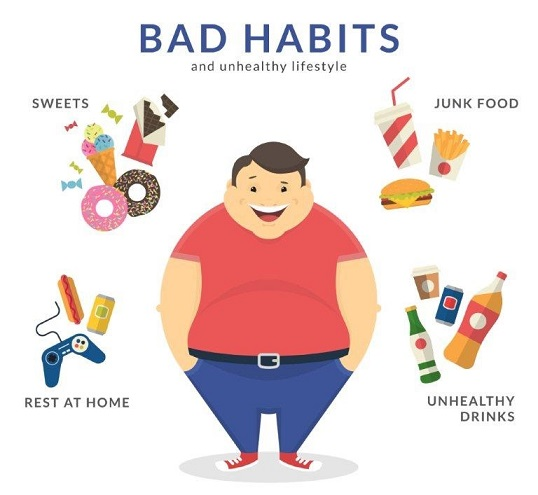 BAD HABITS
and unhealthy lifestyle
SWEETS
JUNK FOOD
REST AT HOME
UNHEALTHY
DRINKS